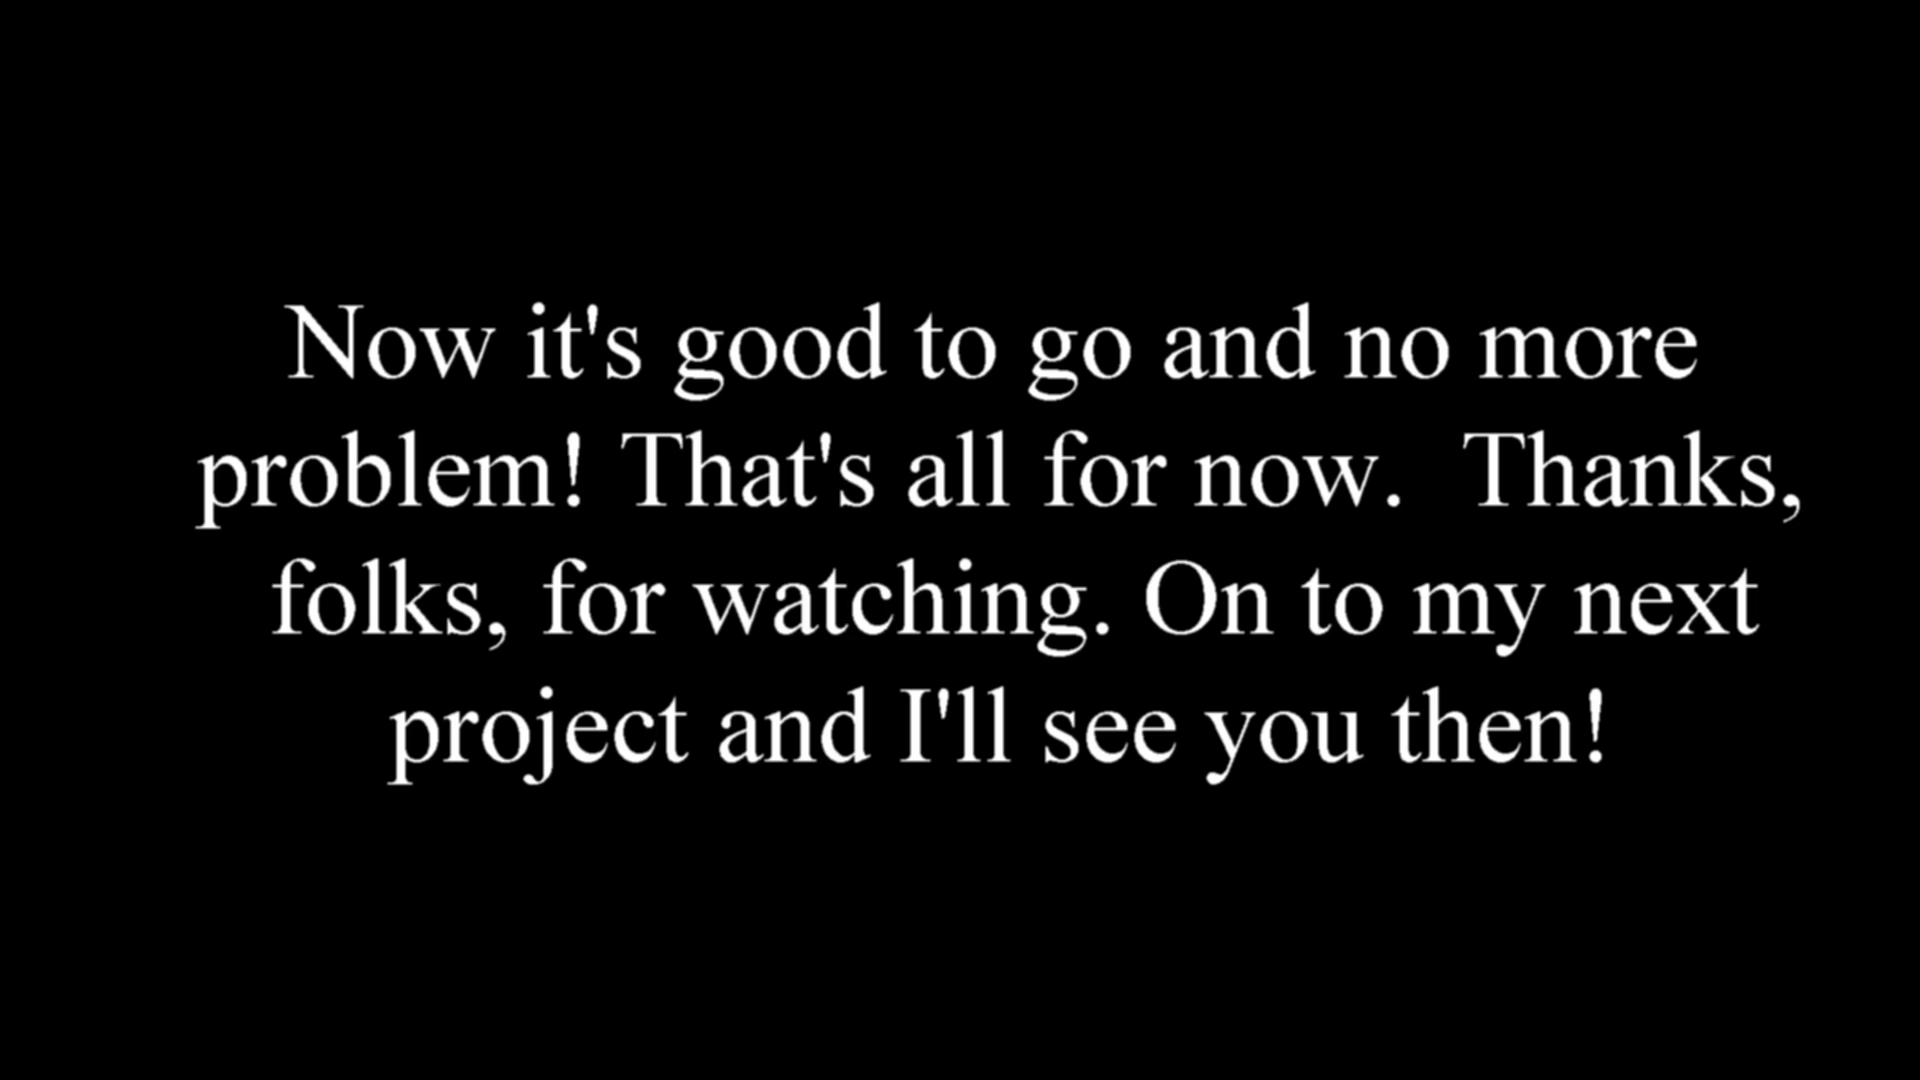 Now it's good to go and no more
problem! That's all for now.  Thanks,
folks, for watching. On to my next
project and I'll see you then!